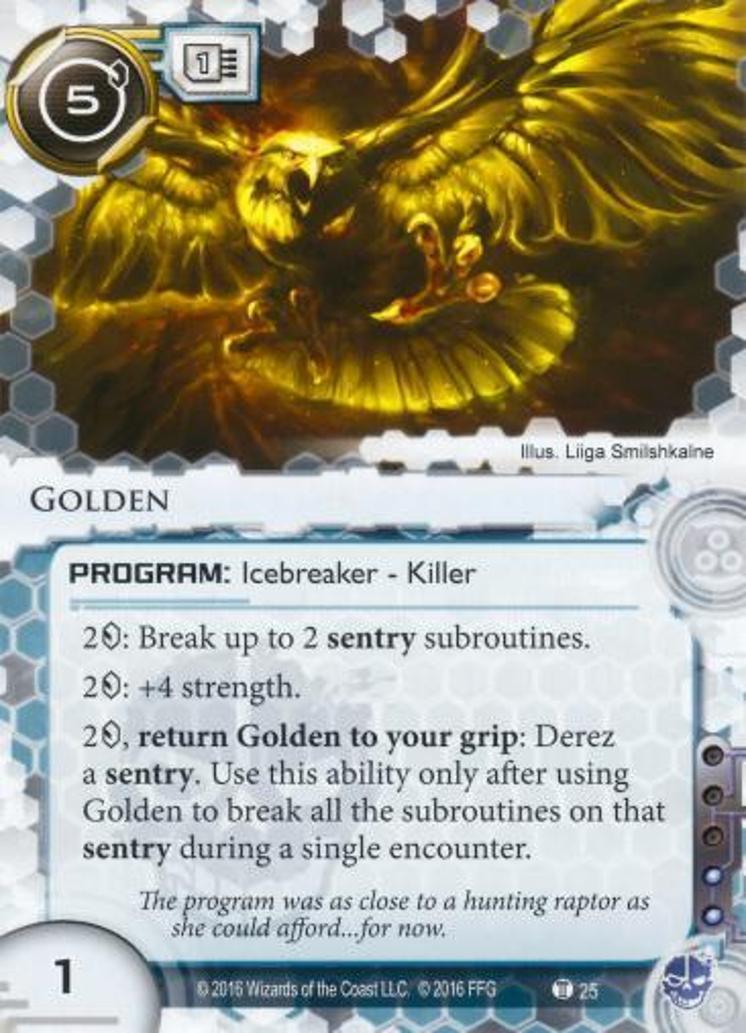 5
1
Illus. Liiga Smilshkalne
GOLDEN
PROGRAM: Icebreaker - Killer
2: Break up to 2 sentry subroutines.
2: +4 strength.
2, return Golden to your grip: Derez
a sentry. Use this ability only after using
Golden to break all the subroutines on that
sentry during a single encounter.
The program was as close to a hunting raptor as
she could afford...for now.
1
© 2016 Wizards of the Coast LLC. © 2016 FFG
25